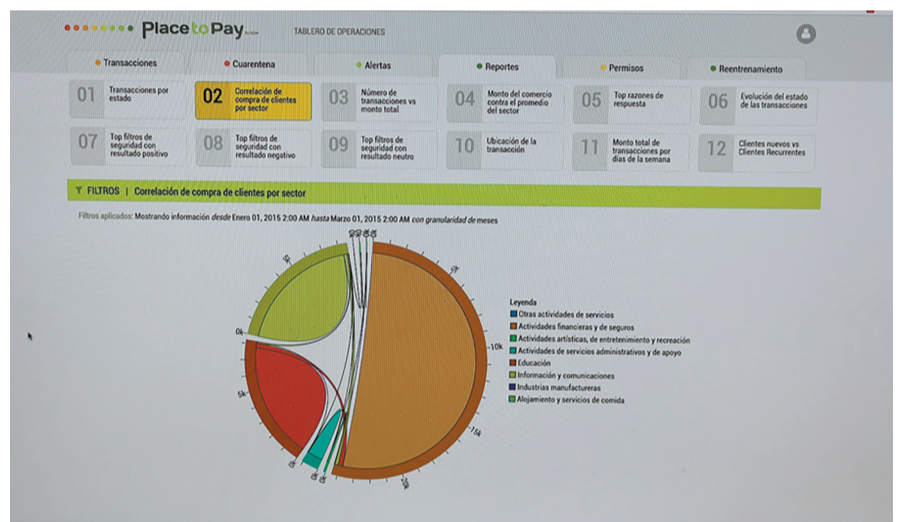 PlacetoPay
TABLERO DE OPERACIONES
Transacciones
Cuarentena
Alertas
Reportes
Permisos
Reentrenamiento
01 Transacciones por
estado
02 Correlación de
compra de clientes
por sector
03 Número de
transacciones vs
monto total
04 Monto del comercio
contra el promedio
del sector
05 Top razones de
respuesta
06 Evolución del estado
de las transacciones
07 Top filtros de
seguridad con
resultado positivo
08 Top filtros de
seguridad con
resultado negativo
09 Top filtros de
seguridad con
resultado neutro
10 Ubicación de la
transacción
11 Monto total de
transacciones por
días de la semana
12 Clientes nuevos vs
Clientes Recurrentes
FILTROS | Correlación de compra de clientes por sector
Filtros aplicados: Mostrando información desde Enero 01, 2015 2:00 AM hasta Marzo 01, 2015 2:00 AM con granularidad de meses
0k
5k
0k
0k
0k
10k
15k
20k
Leyenda
Otras actividades de servicios
Actividades financieras y de seguros
Actividades artísticas, de entretenimiento y recreación
Actividades de servicios administrativos y de apoyo
Educación
Información y comunicaciones
Industrias manufactureras
Alojamiento y servicios de comida